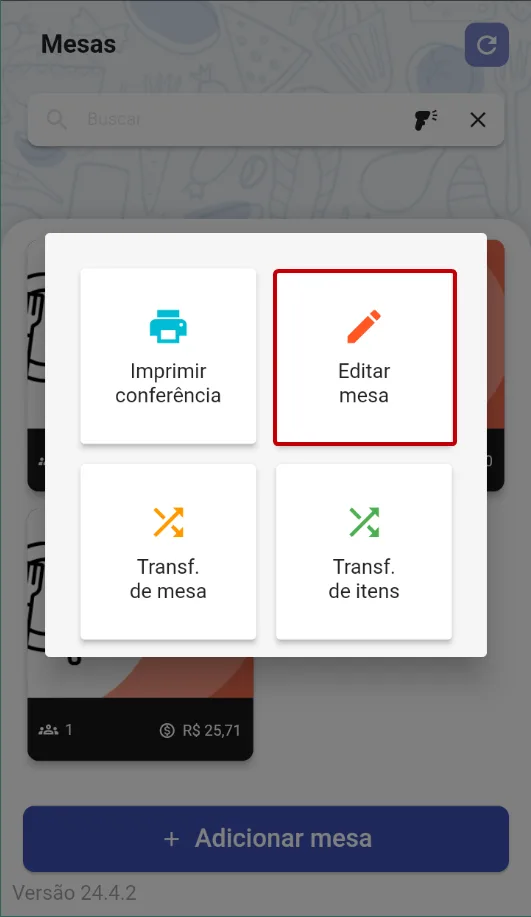 Mesas
Buscar
Imprimir
conferência
Editar
mesa
Transf.
de mesa
Transf.
de itens
1
R$ 25,71
+ Adicionar mesa
Versão 24.4.2